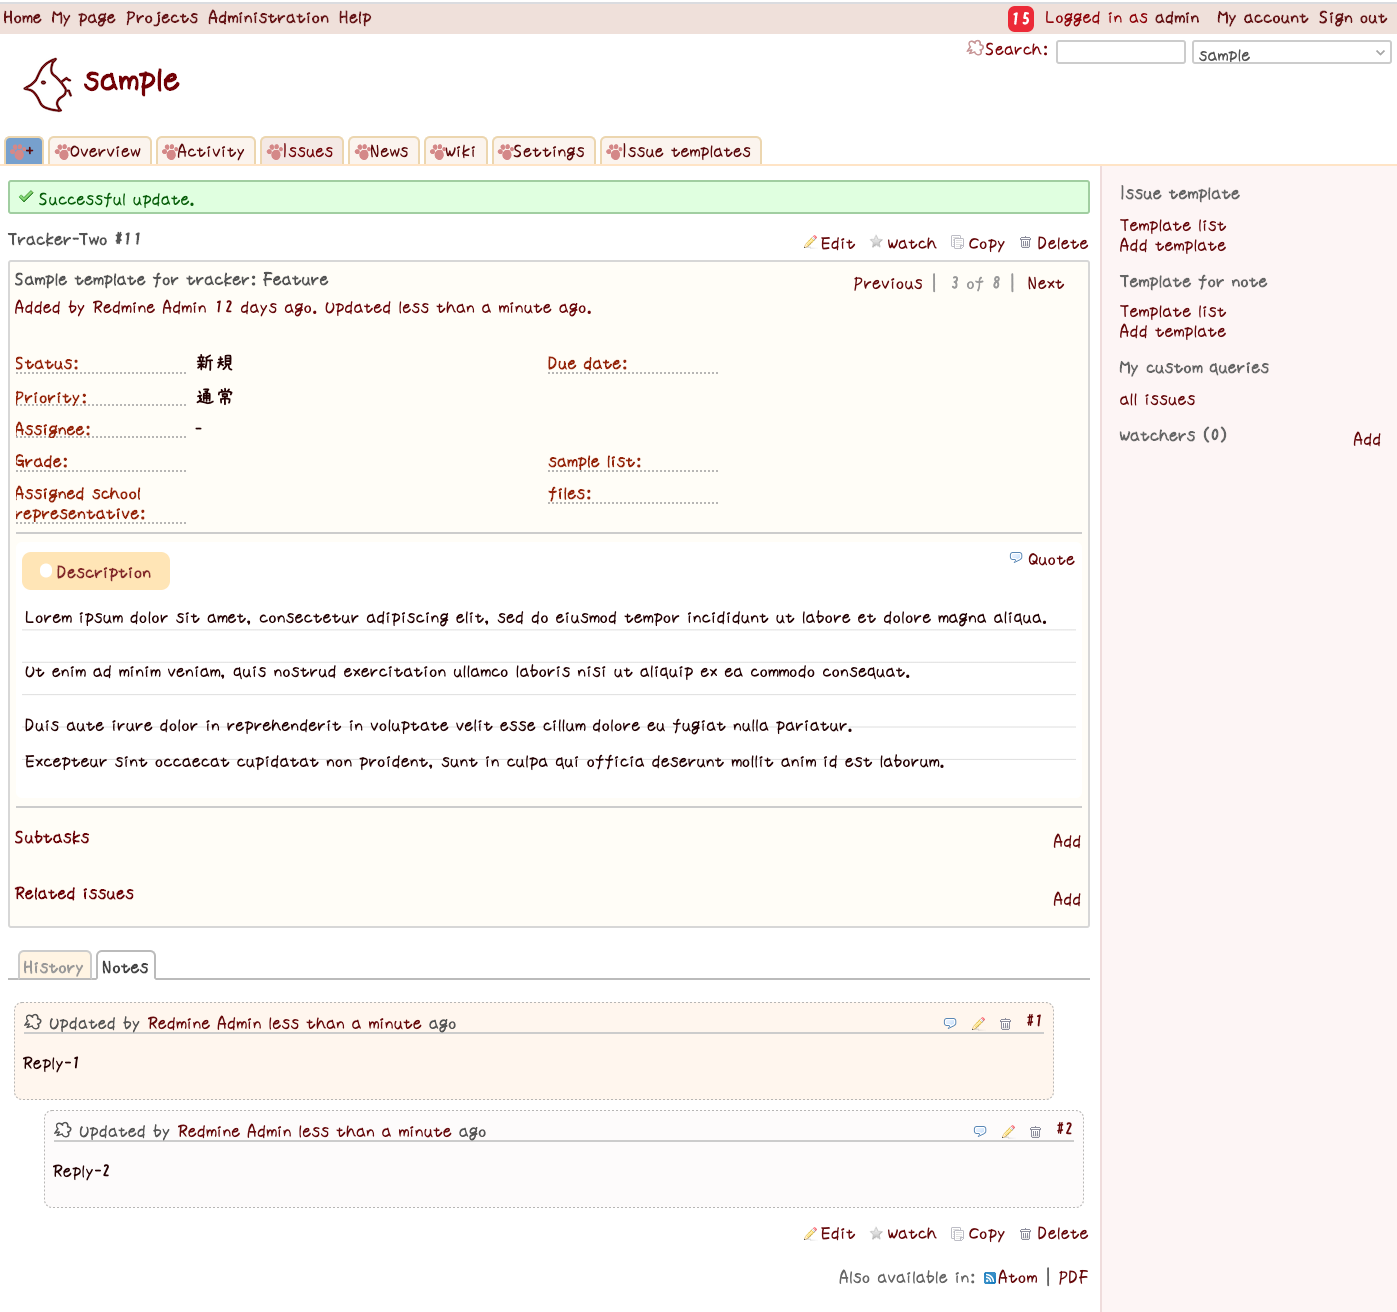 Home My page Projects Administration Help
15 Logged in as admin My account Sign out
Search: sample
sample
+ Overview Activity Issues News Wiki Settings Issue templates
Successful update.
Tracker-Two #11
Edit Watch Copy Delete
Sample template for tracker: Feature
Previous | 3 of 8 | Next
Added by Redmine Admin 12 days ago. Updated less than a minute ago.
Status: 新規 Due date:
Priority: 通常
Assignee: -
Grade: sample list:
Assigned school representative: files:
Description
Quote
Lorem ipsum dolor sit amet, consectetur adipiscing elit, sed do eiusmod tempor incididunt ut labore et dolore magna aliqua.
Ut enim ad minim veniam, quis nostrud exercitation ullamco laboris nisi ut aliquip ex ea commodo consequat.
Duis aute irure dolor in reprehenderit in voluptate velit esse cillum dolore eu fugiat nulla pariatur.
Excepteur sint occaecat cupidatat non proident, sunt in culpa qui officia deserunt mollit anim id est laborum.
Subtasks Add
Related issues Add
History Notes
Updated by Redmine Admin less than a minute ago #1
Reply-1
Updated by Redmine Admin less than a minute ago #2
Reply-2
Edit Watch Copy Delete
Also available in: Atom | PDF
Issue template
Template list
Add template
Template for note
Template list
Add template
My custom queries
all issues
Watchers (0) Add